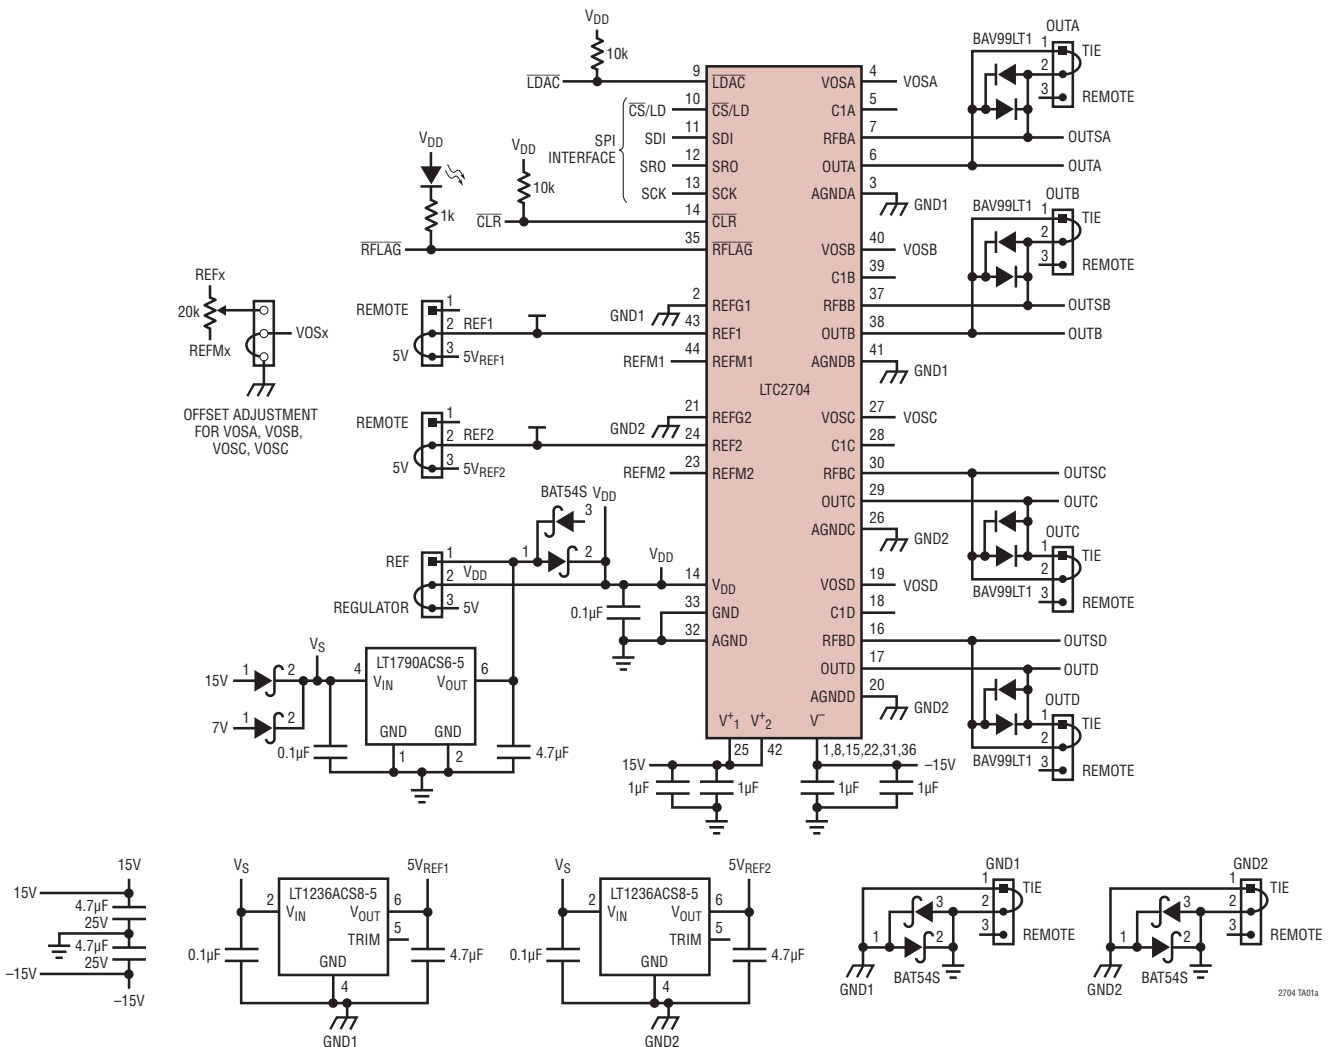 VDD
10k
LDAC
VDD
1k
RFLAG
VDD
10k
CLR
SPI
INTERFACE
CS/LD
SDI
SRO
SCK
9
10
11
12
13
14
35
2
43
44
21
24
23
14
33
32
LDAC
CS/LD
SDI
SRO
SCK
CLR
RFLAG
REFG1
REF1
REFM1
REFG2
REF2
REFM2
VDD
GND
AGND
LTC2704
VOSA
C1A
RFBA
OUTA
AGNDA
VOSB
C1B
RFBB
OUTB
AGNDB
VOSC
C1C
RFBC
OUTC
AGNDC
VOSD
C1D
RFBD
OUTD
AGNDD
V+1
V+2
V–
4
5
7
6
3
40
39
37
38
41
27
28
30
29
26
19
18
16
17
20
VOSA
GND1
VOSB
GND1
VOSC
GND2
VOSD
GND2
BAV99LT1
OUTA
1
TIE
2
3
REMOTE
OUTSA
OUTA
BAV99LT1
OUTB
1
TIE
2
3
REMOTE
OUTSB
OUTB
OUTSC
OUTC
OUTC
1
TIE
2
BAV99LT1
3
REMOTE
OUTSD
OUTD
OUTD
1
TIE
2
BAV99LT1
3
REMOTE
REFx
20k
REFMx
VOSx
OFFSET ADJUSTMENT
FOR VOSA, VOSB,
VOSC, VOSC
REMOTE
1
2
REF1
5V
3
5VREF1
GND1
REFM1
REMOTE
1
2
REF2
5V
3
5VREF2
GND2
REFM2
BAT54S
VDD
3
1
2
REF
1
2
VDD
REGULATOR
3
5V
VDD
0.1µF
VS
15V
1
2
7V
1
2
4
LT1790ACS6-5
6
VIN
VOUT
GND
GND
1
2
0.1µF
4.7µF
25
42
1,8,15,22,31,36
15V
–15V
1µF
1µF
1µF
1µF
15V
15V
4.7µF
25V
4.7µF
25V
–15V
–15V
VS
5VREF1
LT1236ACS8-5
2
VIN
VOUT
6
TRIM
5
GND
4
0.1µF
4.7µF
GND1
VS
5VREF2
LT1236ACS8-5
2
VIN
VOUT
6
TRIM
5
GND
4
0.1µF
4.7µF
GND2
GND1
1
TIE
2
3
REMOTE
3
1
2
BAT54S
GND1
GND2
1
TIE
2
3
REMOTE
3
1
2
BAT54S
GND2
2704 TA01a